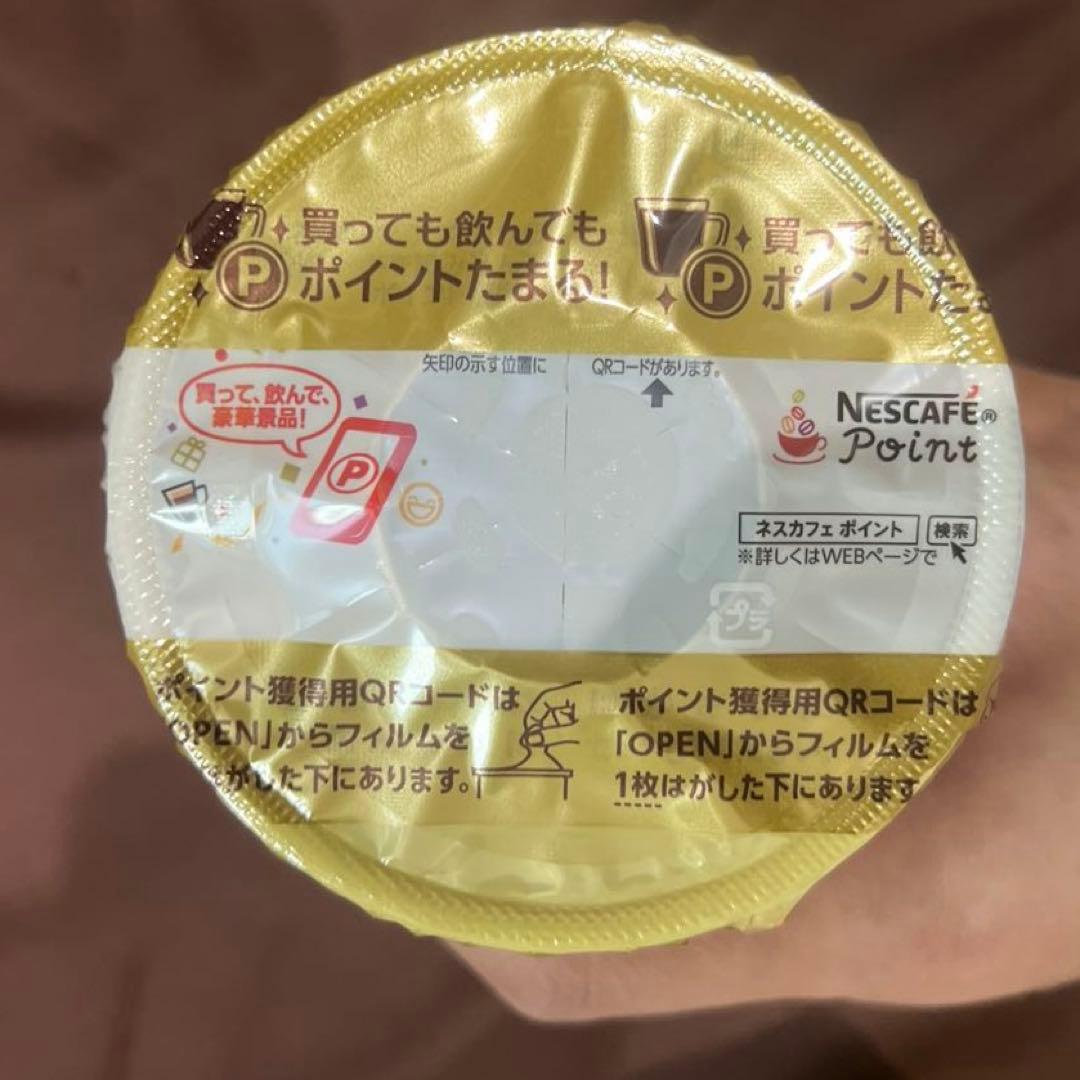 買っても飲んでも
Pポイントたまる!
買っても飲
Pポイントた
矢印の示す位置に
QRコードがあります。
買って、飲んで、
豪華景品!
P
NESCAFÉ®
Point
ネスカフェ ポイント 検索
※詳しくはWEBページで
プラ
ポイント獲得用QRコードは
OPEN」からフィルムを
はがした下にあります。
ポイント獲得用QRコードは
「OPEN」からフィルムを
1枚はがした下にあります